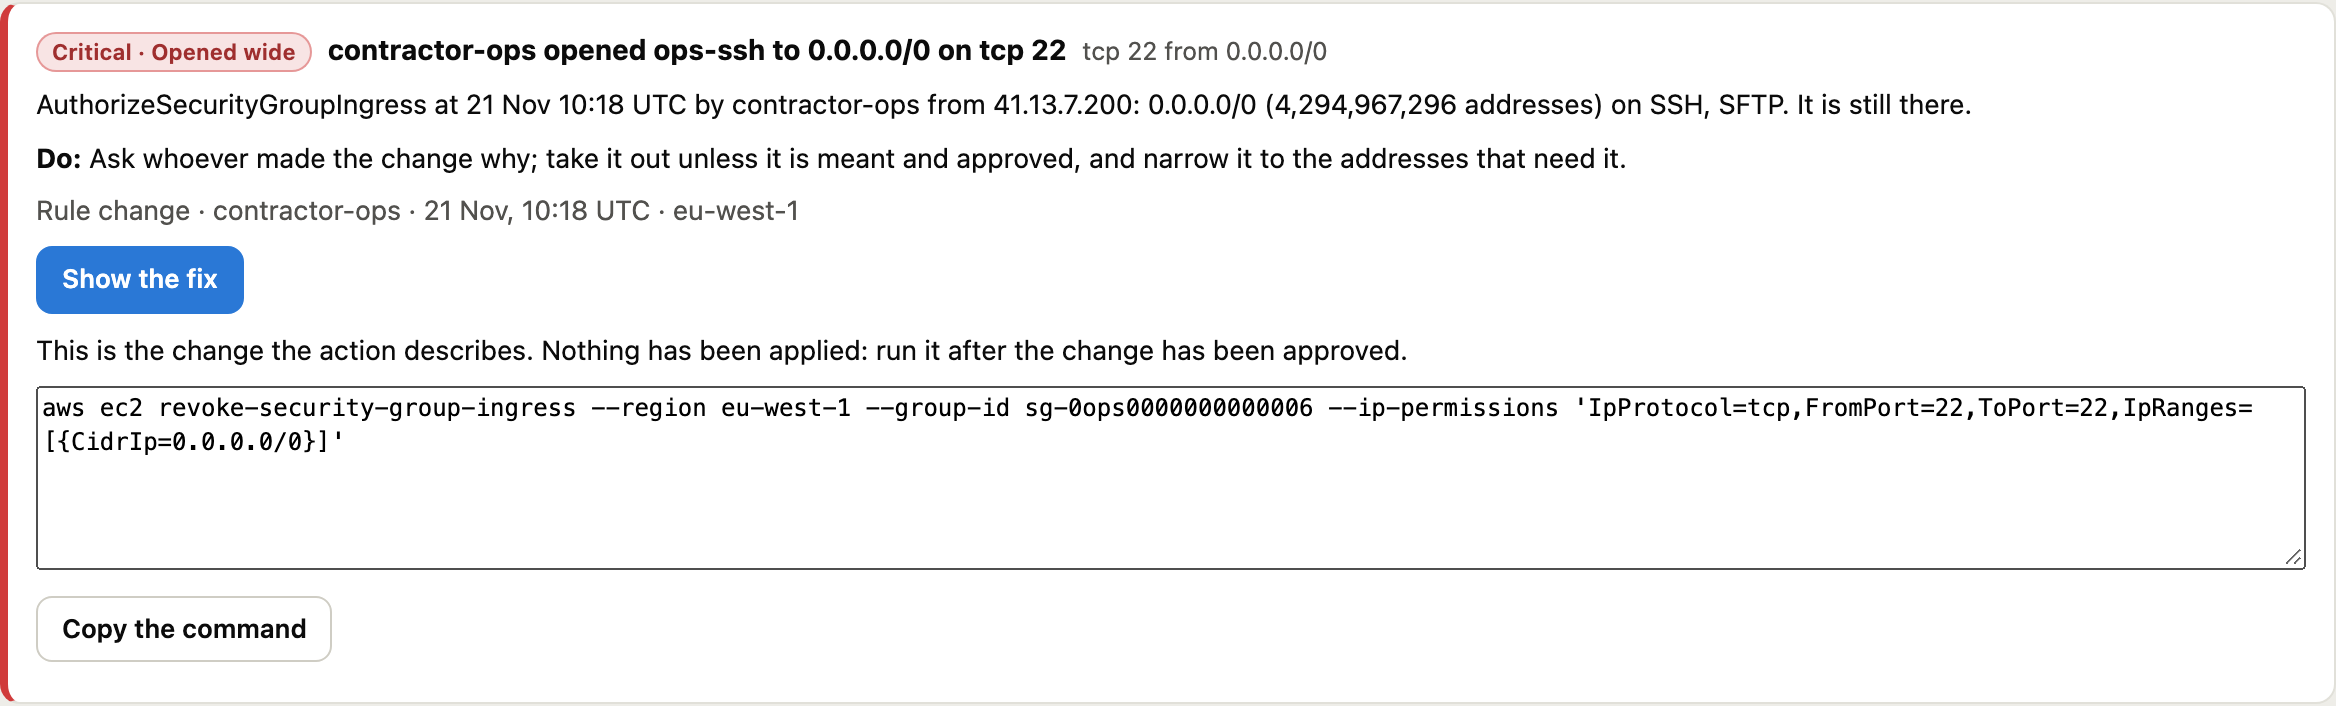 Critical · Opened wide contractor-ops opened ops-ssh to 0.0.0.0/0 on tcp 22 tcp 22 from 0.0.0.0/0
AuthorizeSecurityGroupIngress at 21 Nov 10:18 UTC by contractor-ops from 41.13.7.200: 0.0.0.0/0 (4,294,967,296 addresses) on SSH, SFTP. It is still there.
Do: Ask whoever made the change why; take it out unless it is meant and approved, and narrow it to the addresses that need it.
Rule change · contractor-ops · 21 Nov, 10:18 UTC · eu-west-1
Show the fix
This is the change the action describes. Nothing has been applied: run it after the change has been approved.
aws ec2 revoke-security-group-ingress --region eu-west-1 --group-id sg-0ops0000000000006 --ip-permissions 'IpProtocol=tcp,FromPort=22,ToPort=22,IpRanges=
[{CidrIp=0.0.0.0/0}]'
Copy the command